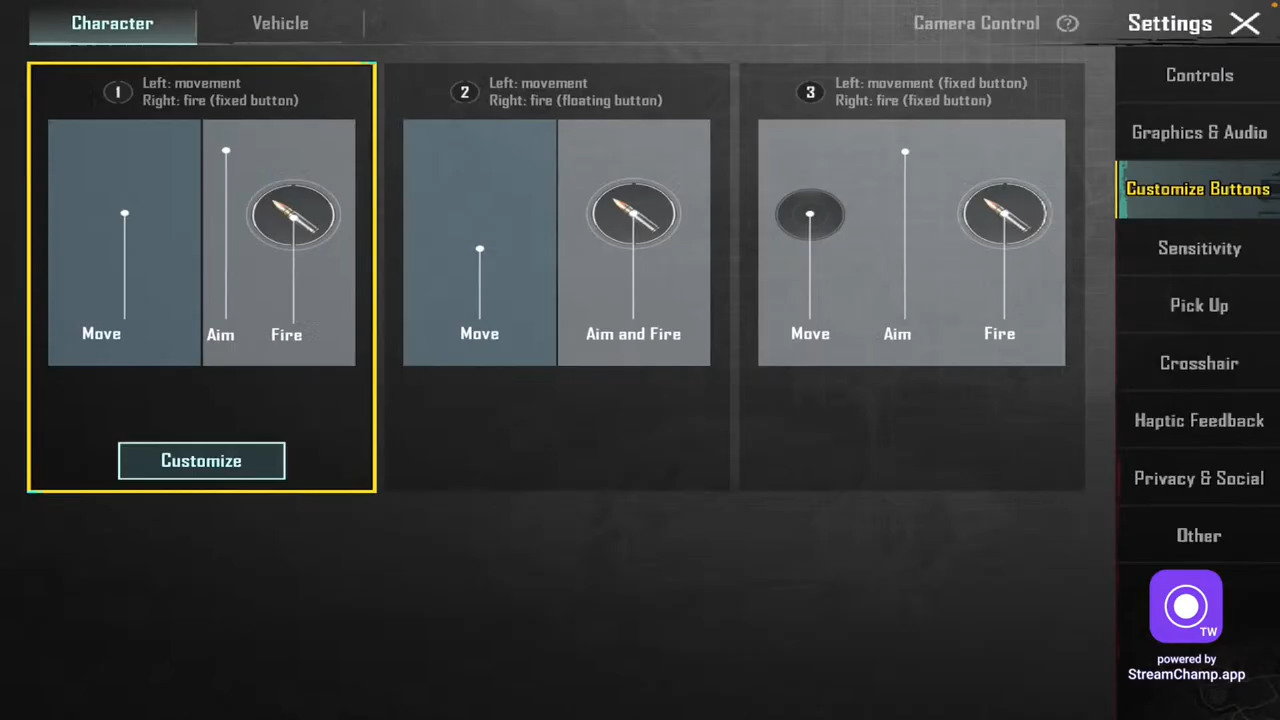 Character
Vehicle
Camera Control ?
Settings
1
Left: movement
Right: fire (fixed button)
Move
Aim
Fire
Customize
2
Left: movement
Right: fire (floating button)
Move
Aim and Fire
3
Left: movement (fixed button)
Right: fire (fixed button)
Move
Aim
Fire
Controls
Graphics & Audio
Customize Buttons
Sensitivity
Pick Up
Crosshair
Haptic Feedback
Privacy & Social
Other
TW
powered by
StreamChamp.app